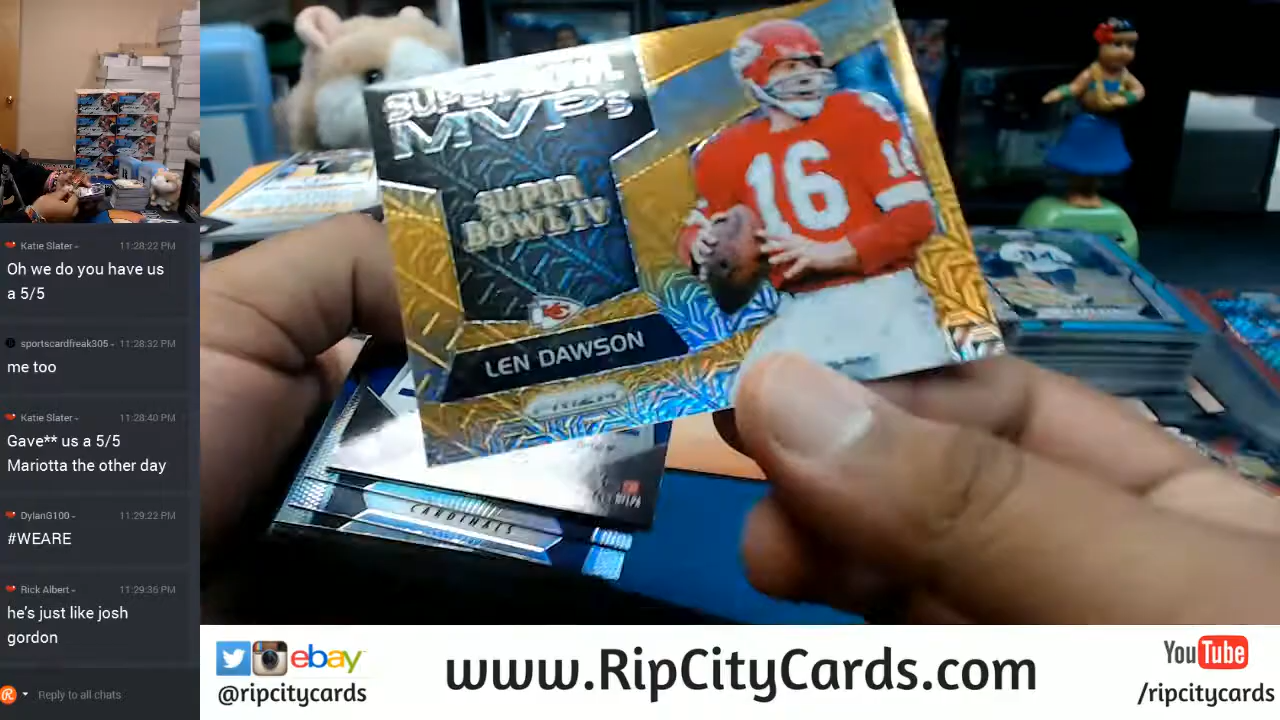 Katie Slater- 11:28:22 PM
Oh we do you have us
a 5/5
sportscardfreak305- 11:28:32 PM
me too
Katie Slater- 11:28:40 PM
Gave** us a 5/5
Mariotta the other day
DylanG100- 11:29:22 PM
#WEARE
Rick Albert- 11:29:36 PM
he's just like josh
gordon
Reply to all chats
SUPER BOWL
MVPs
SUPER
BOWL IV
16
16
LEN DAWSON
PRIZM
CARDINALS
ebay
@ripcitycards
www.RipCityCards.com
YouTube
/ripcitycards